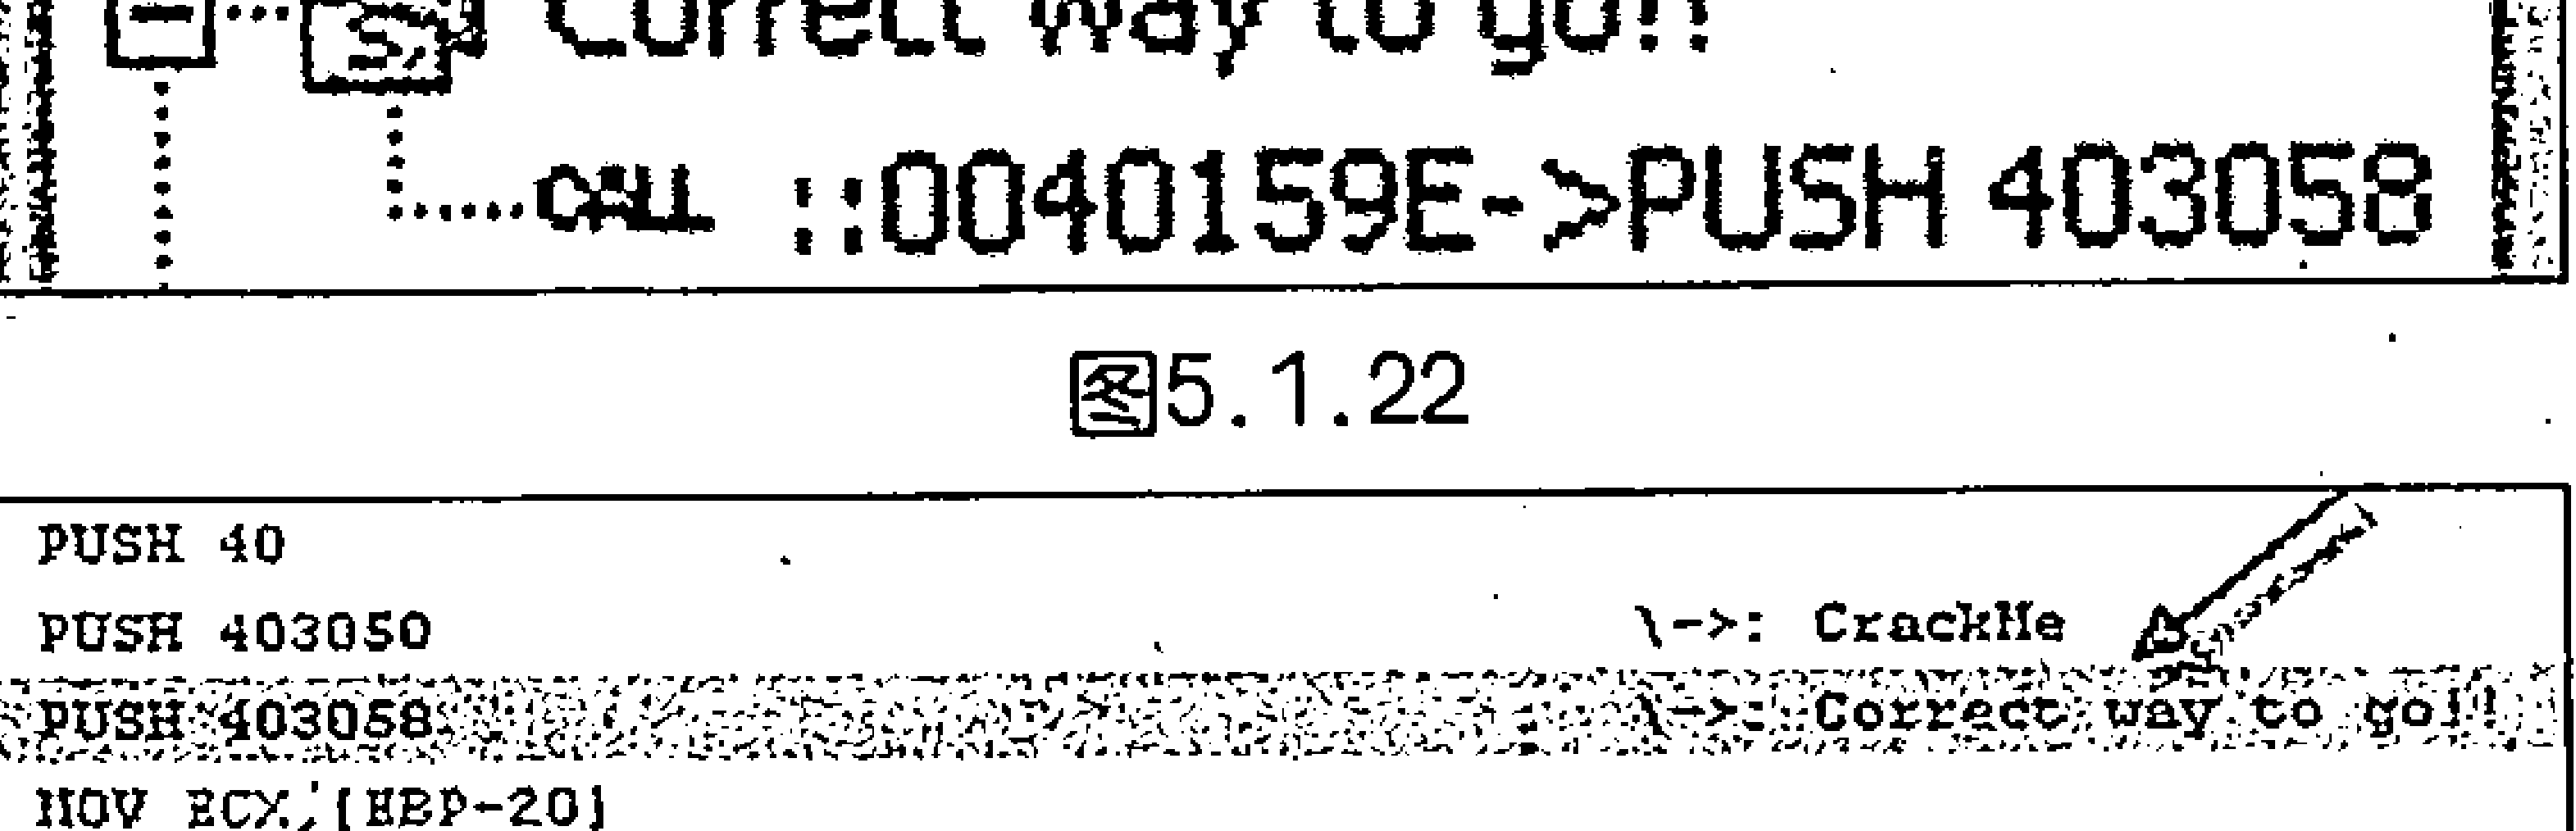 Correct way to go!!
CALL ::0040159E->PUSH 403058
图5.1.22
PUSH 40
PUSH 403050 \->: CrackMe
PUSH 403058 \->: Correct way to go!!
MOV ECX,[EBP-20]